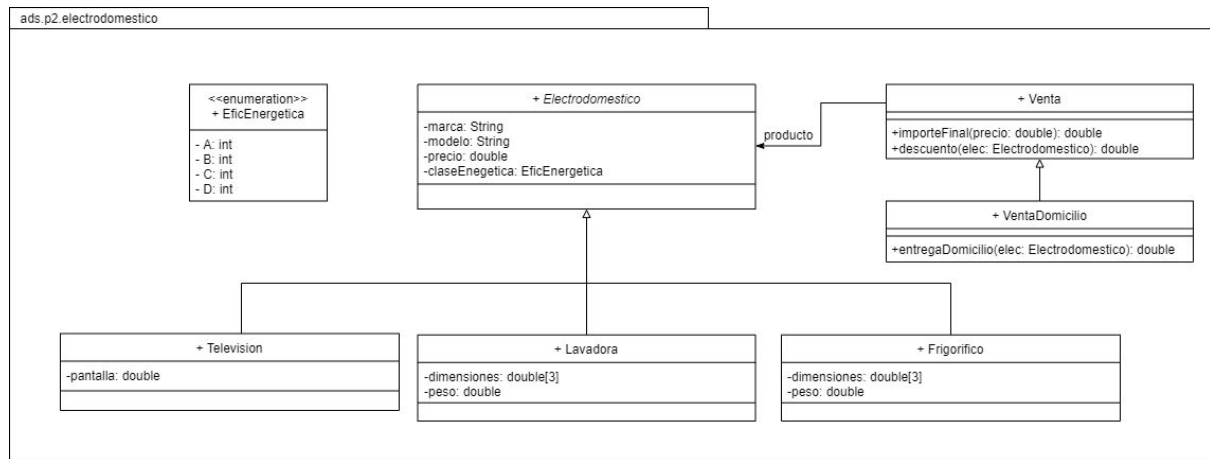 ads.p2.electrodomestico
<<enumeration>>
+ EficEnergetica
- A: int
- B: int
- C: int
- D: int
+ Electrodomestico
-marca: String
-modelo: String
-precio: double
-claseEnegetica: EficEnergetica
producto
+ Venta
+importeFinal(precio: double): double
+descuento(elec: Electrodomestico): double
+ VentaDomicilio
+entregaDomicilio(elec: Electrodomestico): double
+ Television
-pantalla: double
+ Lavadora
-dimensiones: double[3]
-peso: double
+ Frigorifico
-dimensiones: double[3]
-peso: double